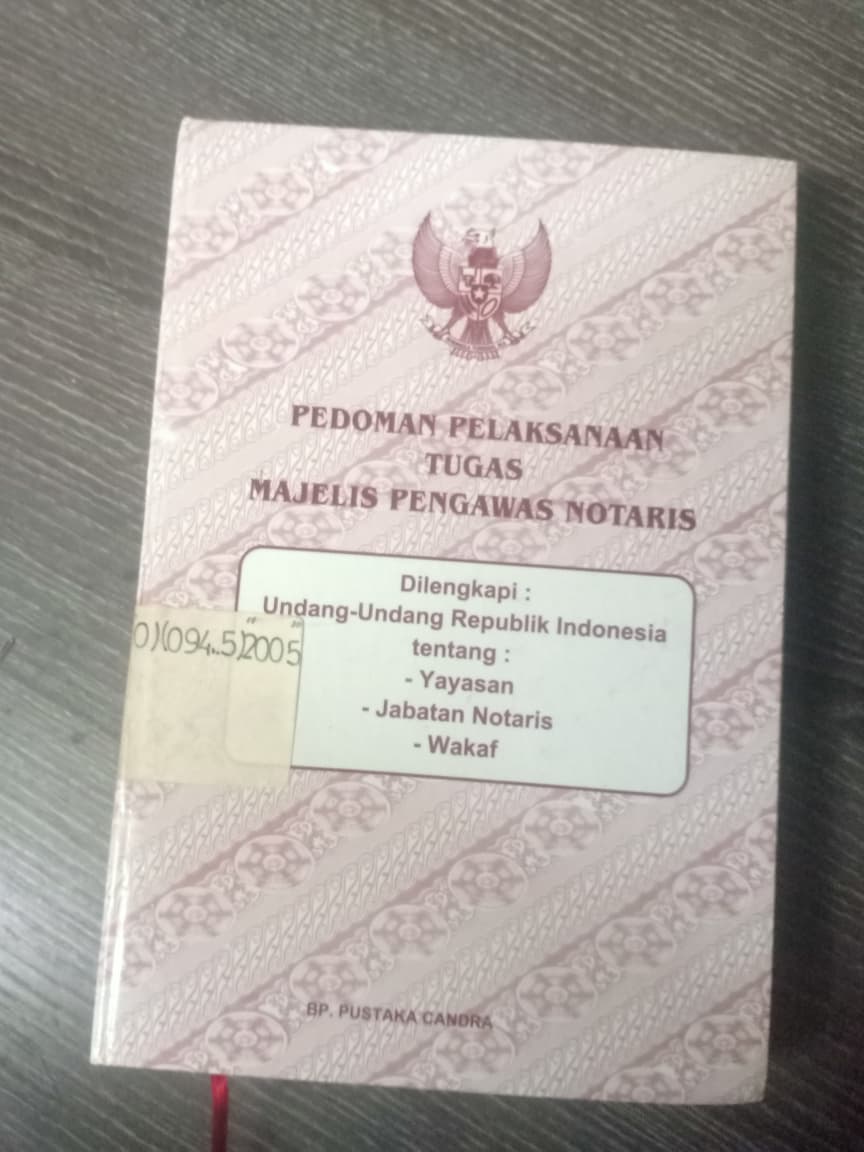 PEDOMAN PELAKSANAAN
TUGAS
MAJELIS PENGAWAS NOTARIS
Dilengkapi :
Undang-Undang Republik Indonesia
tentang :
- Yayasan
- Jabatan Notaris
- Wakaf
0)(094..5)"2005"
BP. PUSTAKA CANDRA